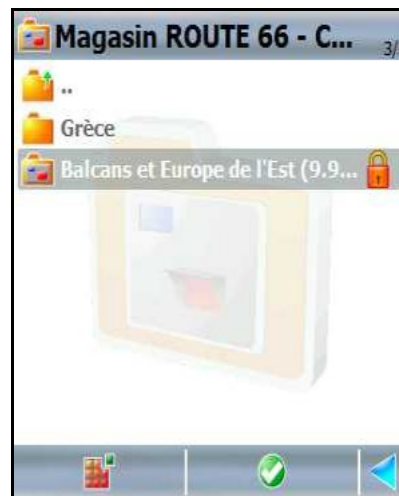 Magasin ROUTE 66 - C... 3/
..
Grèce
Balcans et Europe de l'Est (9.9...